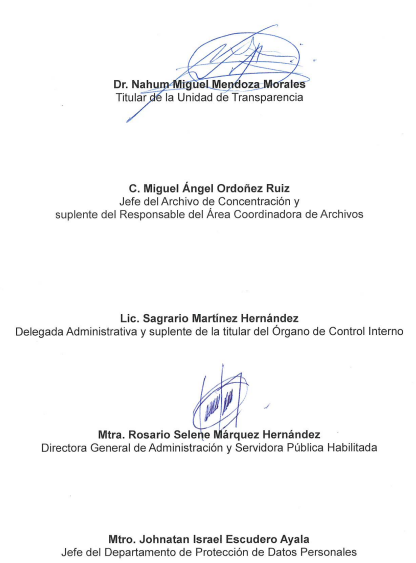 Dr. Nahum Miguel Mendoza Morales
Titular de la Unidad de Transparencia
C. Miguel Ángel Ordoñez Ruiz
Jefe del Archivo de Concentración y
suplente del Responsable del Área Coordinadora de Archivos
Lic. Sagrario Martínez Hernández
Delegada Administrativa y suplente de la titular del Órgano de Control Interno
Mtra. Rosario Selene Márquez Hernández
Directora General de Administración y Servidora Pública Habilitada
Mtro. Johnatan Israel Escudero Ayala
Jefe del Departamento de Protección de Datos Personales